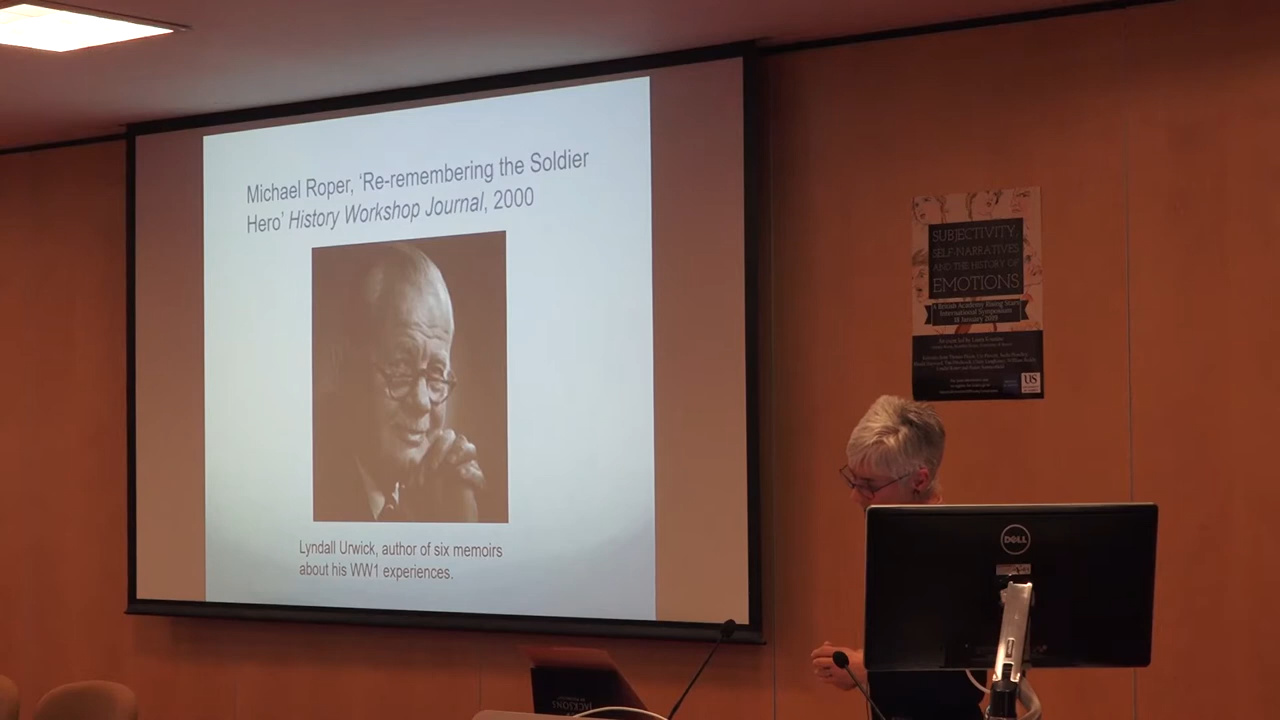 Michael Roper, ‘Re-remembering the Soldier
Hero’ History Workshop Journal, 2000
Lyndall Urwick, author of six memoirs
about his WW1 experiences.
SUBJECTIVITY,
SELF-NARRATIVES
AND THE HISTORY OF
EMOTIONS
A British Academy Rising Stars
International Symposium
18 January 2019
US
DELL
JACKSONS